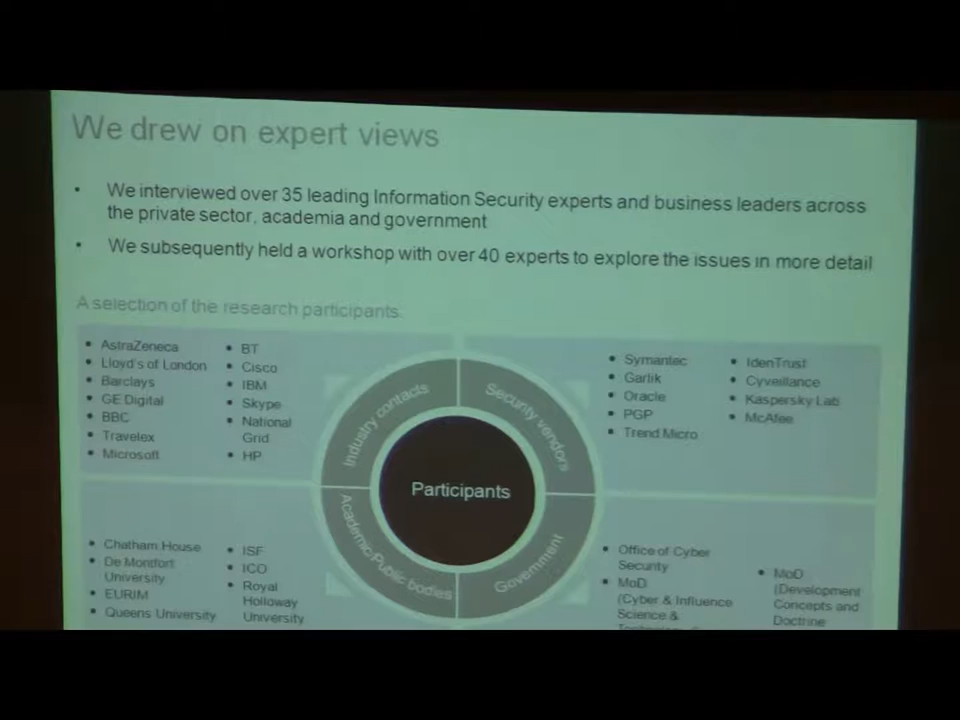 We drew on expert views
• We interviewed over 35 leading Information Security experts and business leaders across
the private sector, academia and government
• We subsequently held a workshop with over 40 experts to explore the issues in more detail
A selection of the research participants:
• AstraZeneca
• Lloyd's of London
• Barclays
• GE Digital
• BBC
• Travelex
• Microsoft
• BT
• Cisco
• IBM
• Skype
• National
Grid
• HP
Industry contacts
Security vendors
• Symantec
• Garlik
• Oracle
• PGP
• Trend Micro
• IdenTrust
• Cyveillance
• Kaspersky Lab
• McAfee
Participants
• Chatham House
• De Montfort
University
• EURIM
• Queens University
• ISF
• ICO
• Royal
Holloway
University
Academic/Public bodies
Government
• Office of Cyber
Security
• MoD
(Cyber & Influence
Science &
• MoD
(Development
Concepts and
Doctrine